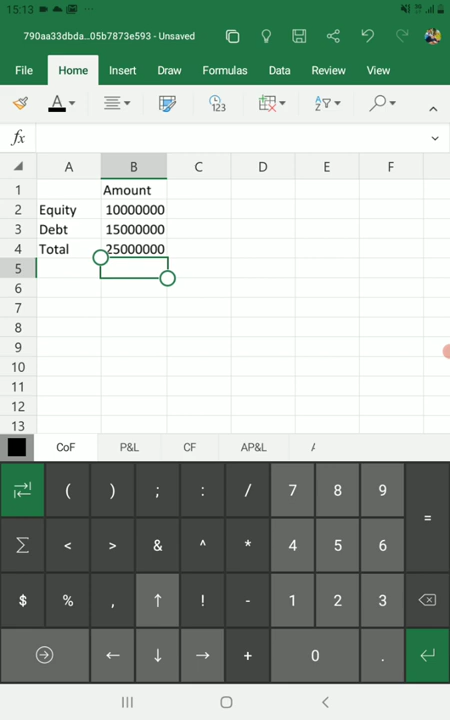 15:13
790aa33dbda...05b7873e593 - Unsaved
File Home Insert Draw Formulas Data Review View
A 123
fx
A B C D E F
1 Amount
2 Equity 10000000
3 Debt 15000000
4 Total 25000000
5
6
7
8
9
10
11
12
13
CoF P&L CF AP&L
( ) ; : / 7 8 9 =
Σ < > & ^ * 4 5 6
$ % , ↑ ! - 1 2 3
← ↓ → + 0 .